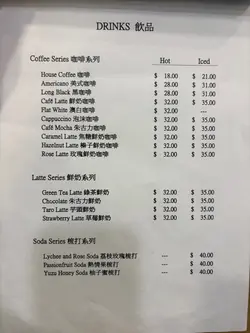 DRINKS 飲品
Coffee Series 咖啡系列 Hot Iced
House Coffee 咖啡 $ 18.00 $ 21.00
Americano 美式咖啡 $ 28.00 $ 31.00
Long Black 黑咖啡 $ 28.00 $ 31.00
Café Latte 鮮奶咖啡 $ 32.00 $ 35.00
Flat White 澳白咖啡 $ 32.00 ---
Cappuccino 泡沫咖啡 $ 32.00 $ 35.00
Café Mocha 朱古力咖啡 $ 32.00 $ 35.00
Caramel Latte 焦糖鮮奶咖啡 $ 32.00 $ 35.00
Hazelnut Latte 榛子鮮奶咖啡 $ 32.00 $ 35.00
Rose Latte 玫瑰鮮奶咖啡 $ 32.00 $ 35.00
Latte Series 鮮奶系列
Green Tea Latte 綠茶鮮奶 $ 32.00 $ 35.00
Chocolate 朱古力鮮奶 $ 32.00 $ 35.00
Taro Latte 芋頭鮮奶 $ 32.00 $ 35.00
Strawberry Latte 草莓鮮奶 $ 32.00 $ 35.00
Soda Series 梳打系列
Lychee and Rose Soda 荔枝玫瑰梳打 --- $ 40.00
Passionfruit Soda 熱情果梳打 --- $ 40.00
Yuzu Honey Soda 柚子蜜梳打 --- $ 40.00